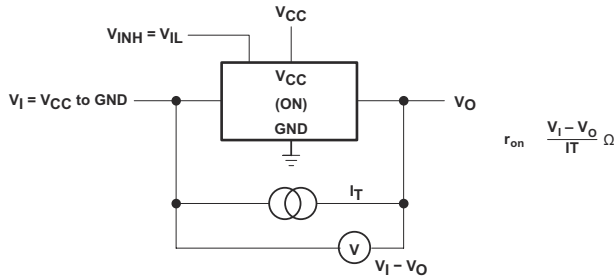 VCC
VINH = VIL
VCC
VI = VCC to GND
(ON)
VO
GND
ron VI – VO / IT Ω
IT
V
VI – VO